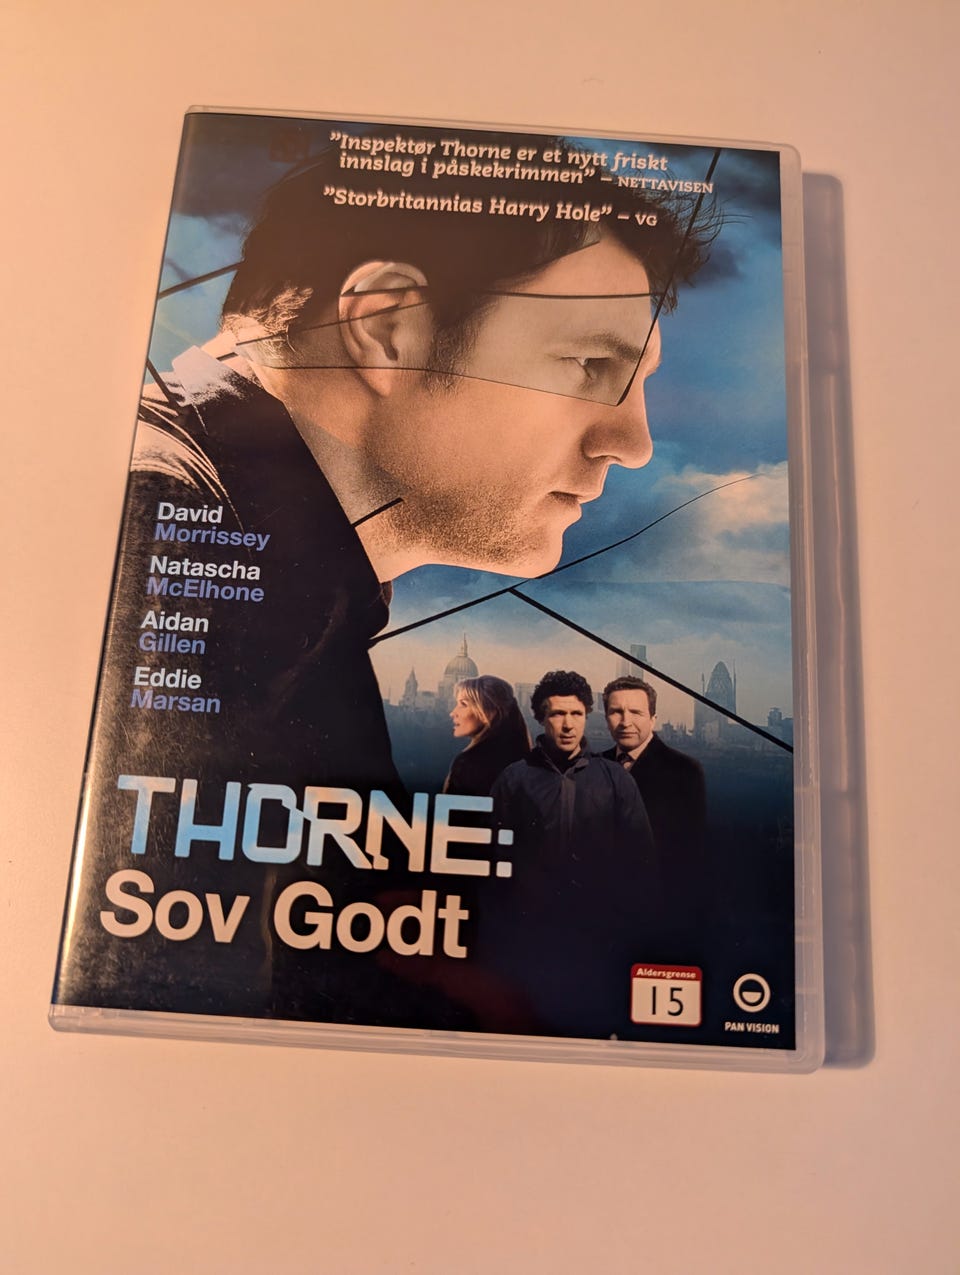 ”Inspektør Thorne er et nytt friskt
innslag i påskekrimmen” – NETTAVISEN
”Storbritannias Harry Hole” – VG
David
Morrissey
Natascha
McElhone
Aidan
Gillen
Eddie
Marsan
THORNE:
Sov Godt
Aldersgrense
15
PAN VISION